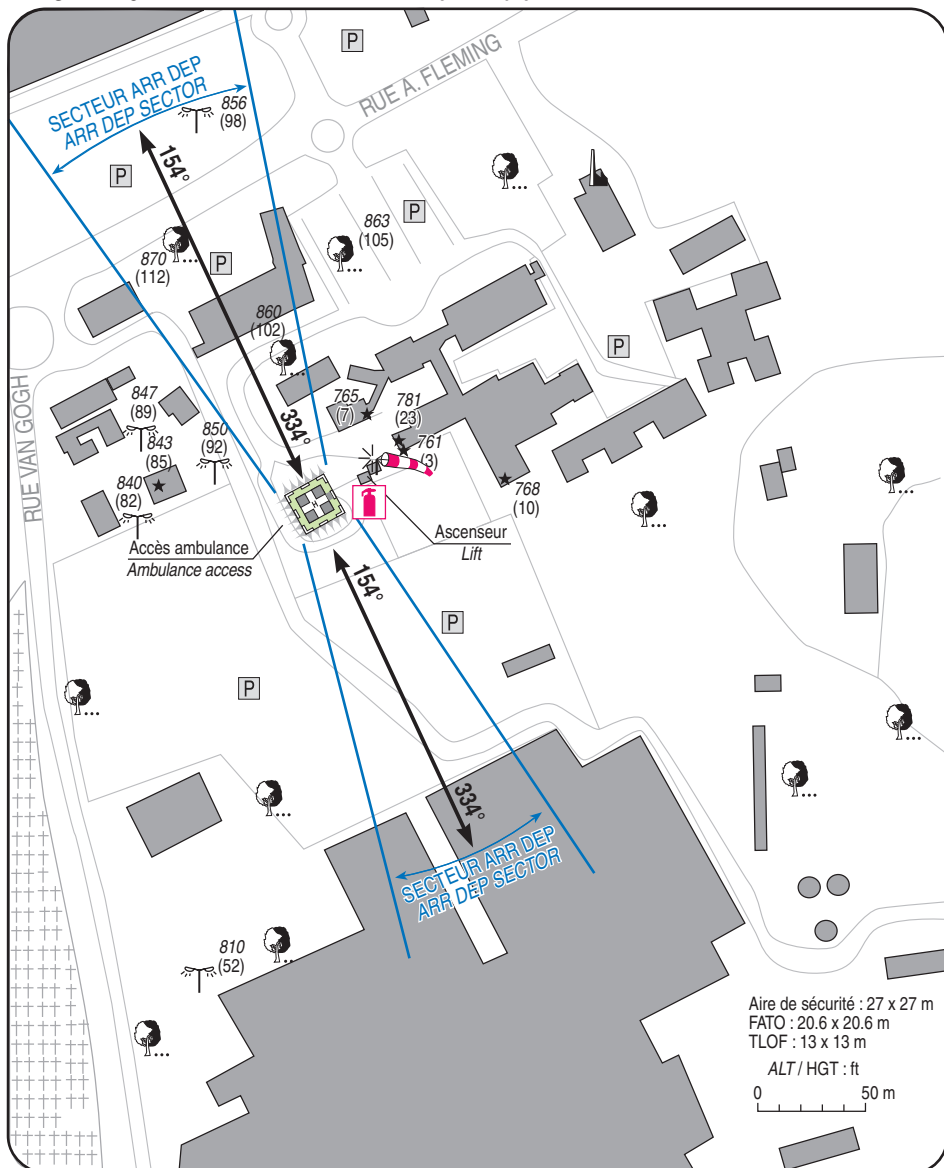 P
RUE A. FLEMING
SECTEUR ARR DEP
ARR DEP SECTOR
856
(98)
154°
P
P
863
(105)
870
(112)
P
860
(102)
P
RUE VAN GOGH
847
(89)
843
(85)
850
(92)
840
(82)
334°
765
(7)
781
(23)
761
(3)
768
(10)
H
Accès ambulance
Ambulance access
Ascenseur
Lift
154°
P
P
334°
SECTEUR ARR DEP
ARR DEP SECTOR
810
(52)
Aire de sécurité : 27 x 27 m
FATO : 20.6 x 20.6 m
TLOF : 13 x 13 m
ALT / HGT : ft
0 50 m